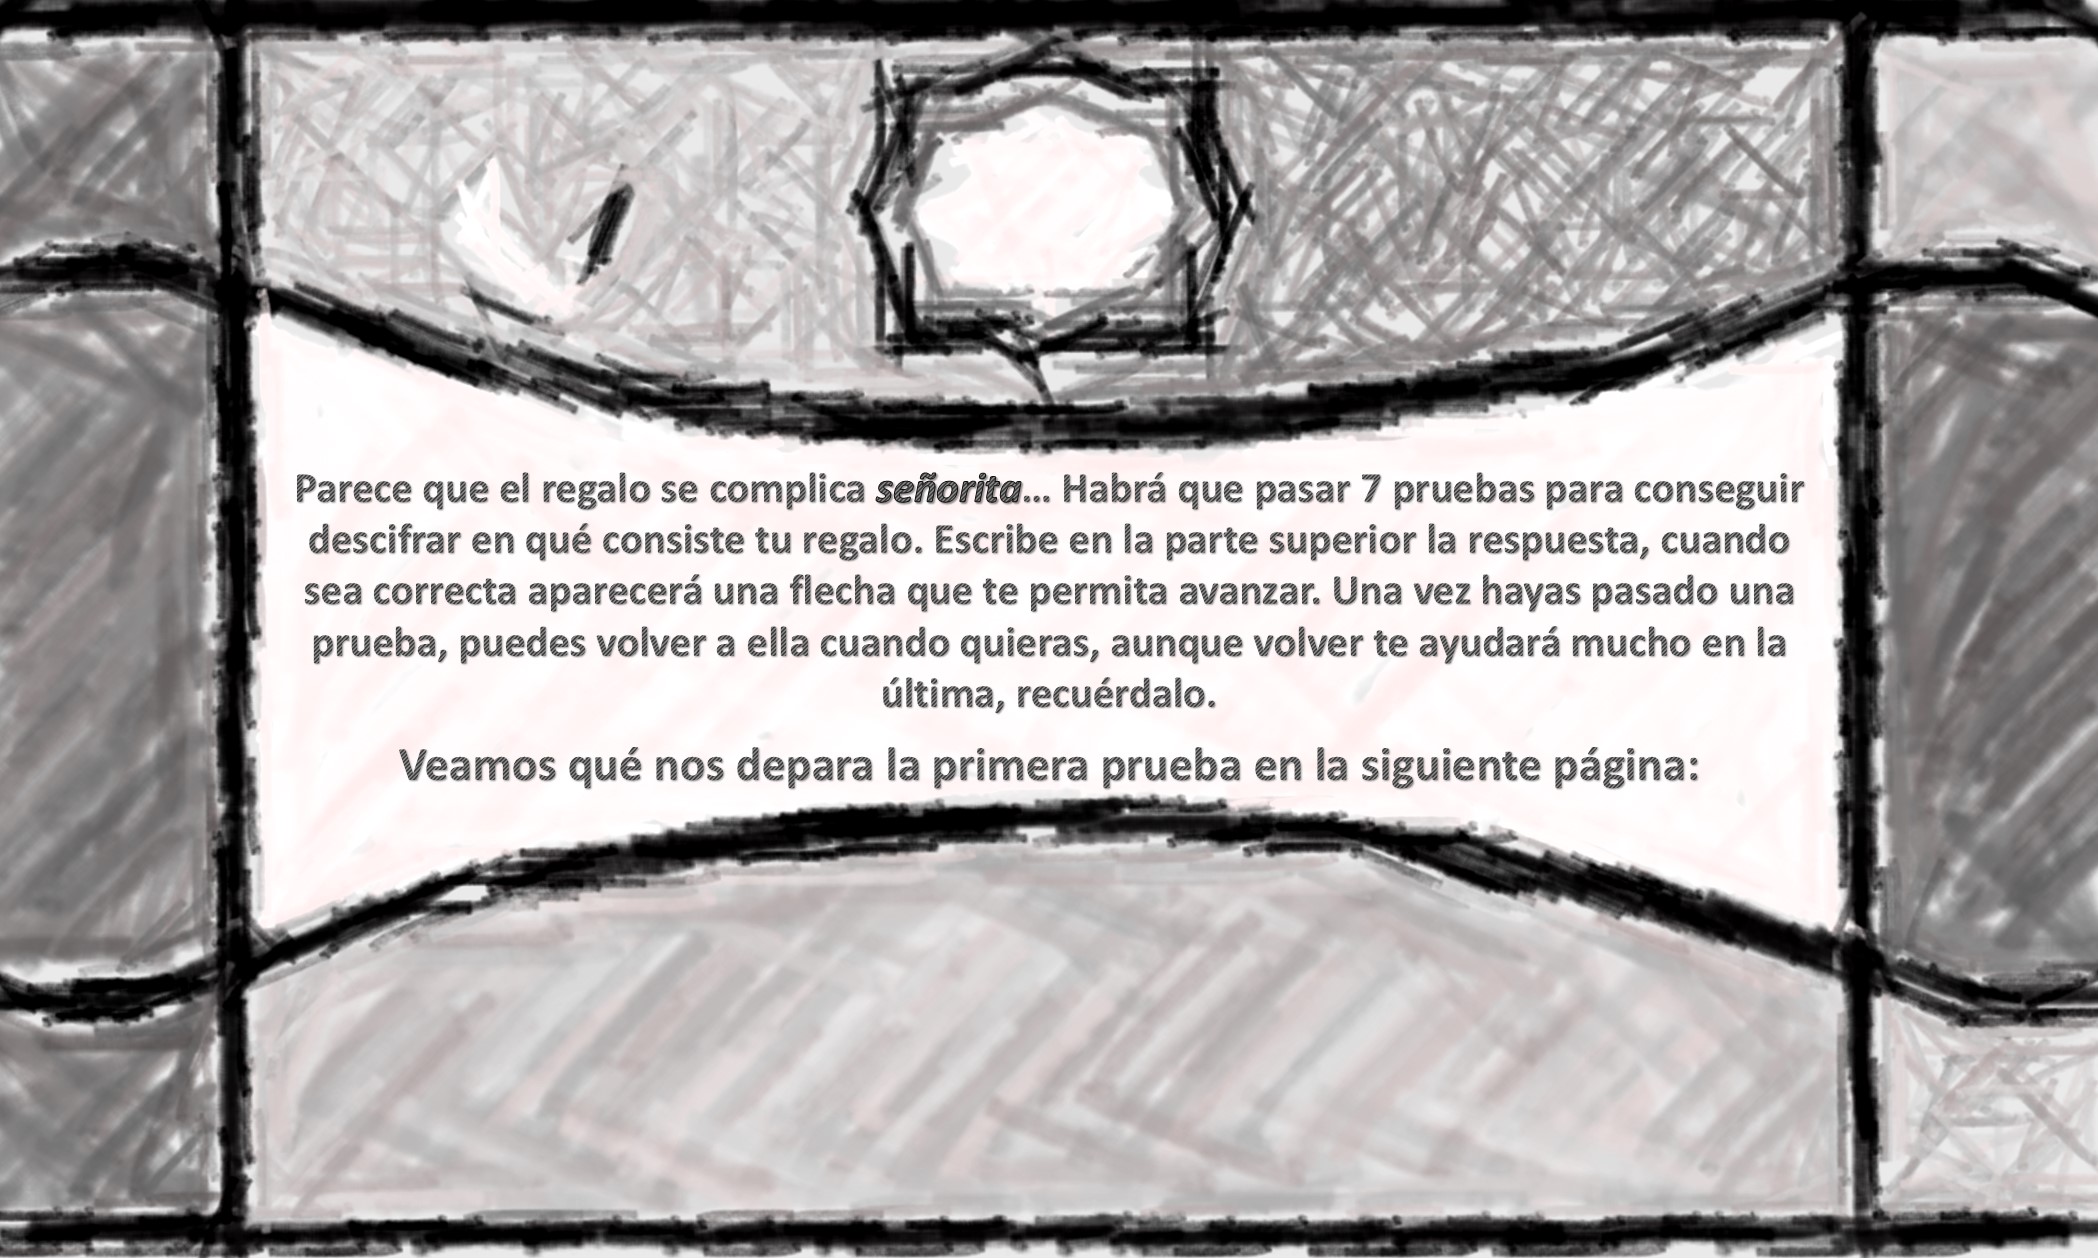 Parece que el regalo se complica señorita... Habrá que pasar 7 pruebas para conseguir
descifrar en qué consiste tu regalo. Escribe en la parte superior la respuesta, cuando
sea correcta aparecerá una flecha que te permita avanzar. Una vez hayas pasado una
prueba, puedes volver a ella cuando quieras, aunque volver te ayudará mucho en la
última, recuérdalo.
Veamos qué nos depara la primera prueba en la siguiente página: